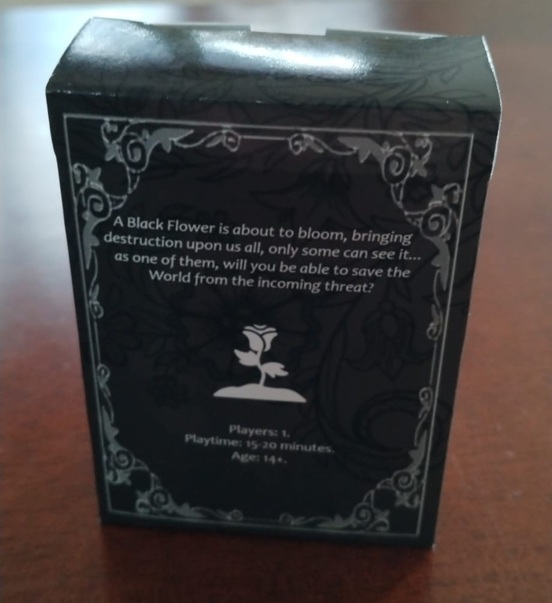 A Black Flower is about to bloom, bringing
destruction upon us all, only some can see it...
as one of them, will you be able to save the
World from the incoming threat?
Players: 1.
Playtime: 15-20 minutes.
Age: 14+.